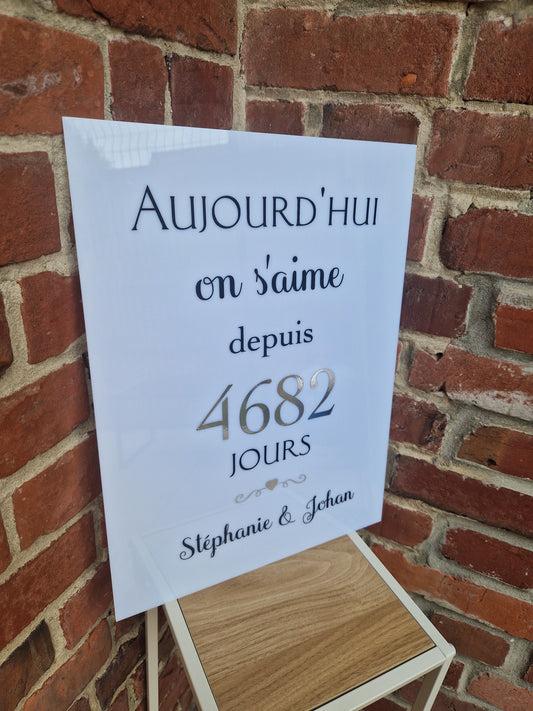 Aujourd'hui
on s'aime
depuis
4682
jours
Stéphanie & Johan